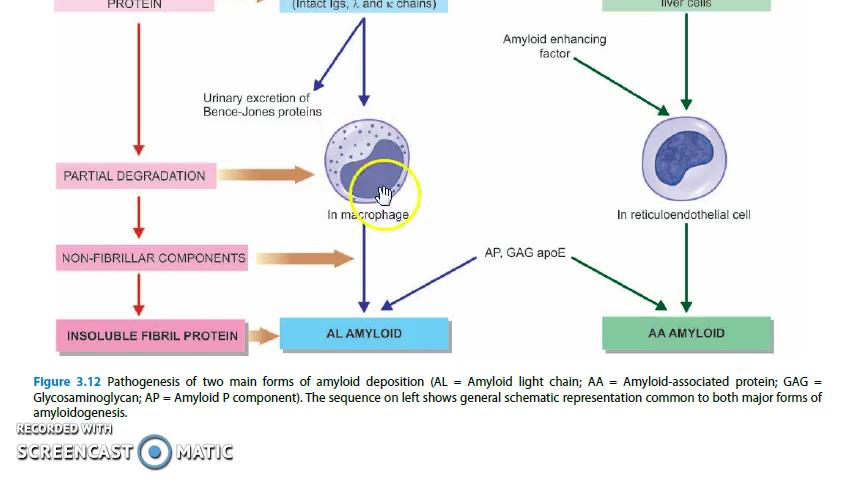 PROTEIN
(Intact Igs, λ and κ chains)
liver cells
Amyloid enhancing
factor
Urinary excretion of
Bence-Jones proteins
PARTIAL DEGRADATION
In macrophage
In reticuloendothelial cell
NON-FIBRILLAR COMPONENTS
AP, GAG apoE
INSOLUBLE FIBRIL PROTEIN
AL AMYLOID
AA AMYLOID
Figure 3.12 Pathogenesis of two main forms of amyloid deposition (AL = Amyloid light chain; AA = Amyloid-associated protein; GAG =
Glycosaminoglycan; AP = Amyloid P component). The sequence on left shows general schematic representation common to both major forms of
amyloidogenesis.
RECORDED WITH
SCREENCAST MATIC